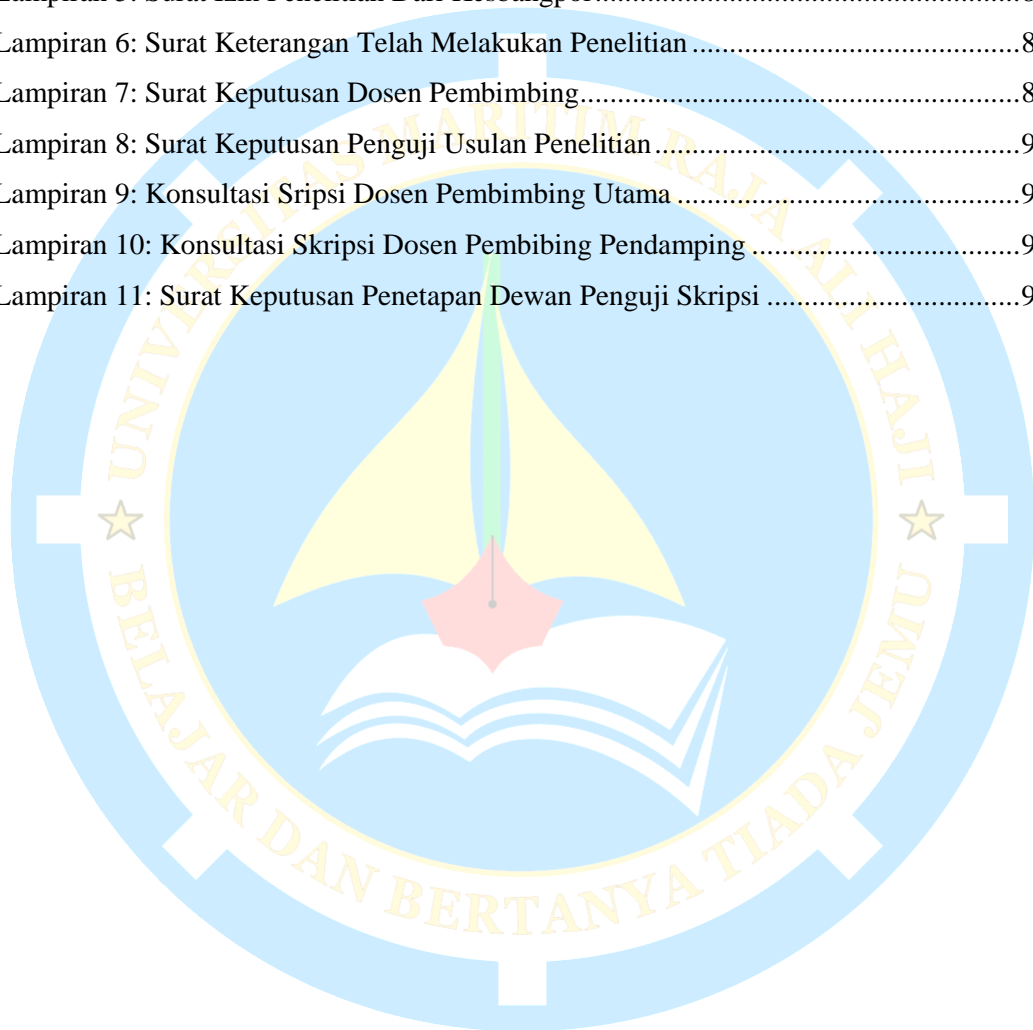 Lampiran 6: Surat Keterangan Telah Melakukan Penelitian ........................................8
Lampiran 7: Surat Keputusan Dosen Pembimbing........................................................8
Lampiran 8: Surat Keputusan Penguji Usulan Penelitian ............................................9
Lampiran 9: Konsultasi Sripsi Dosen Pembimbing Utama .........................................9
Lampiran 10: Konsultasi Skripsi Dosen Pembibing Pendamping ................................9
Lampiran 11: Surat Keputusan Penetapan Dewan Penguji Skripsi ..............................9
UNIVERSITAS MARITIM RAJA ALI HAJI
BELAJAR DAN BERTANYA TIADA JEMU